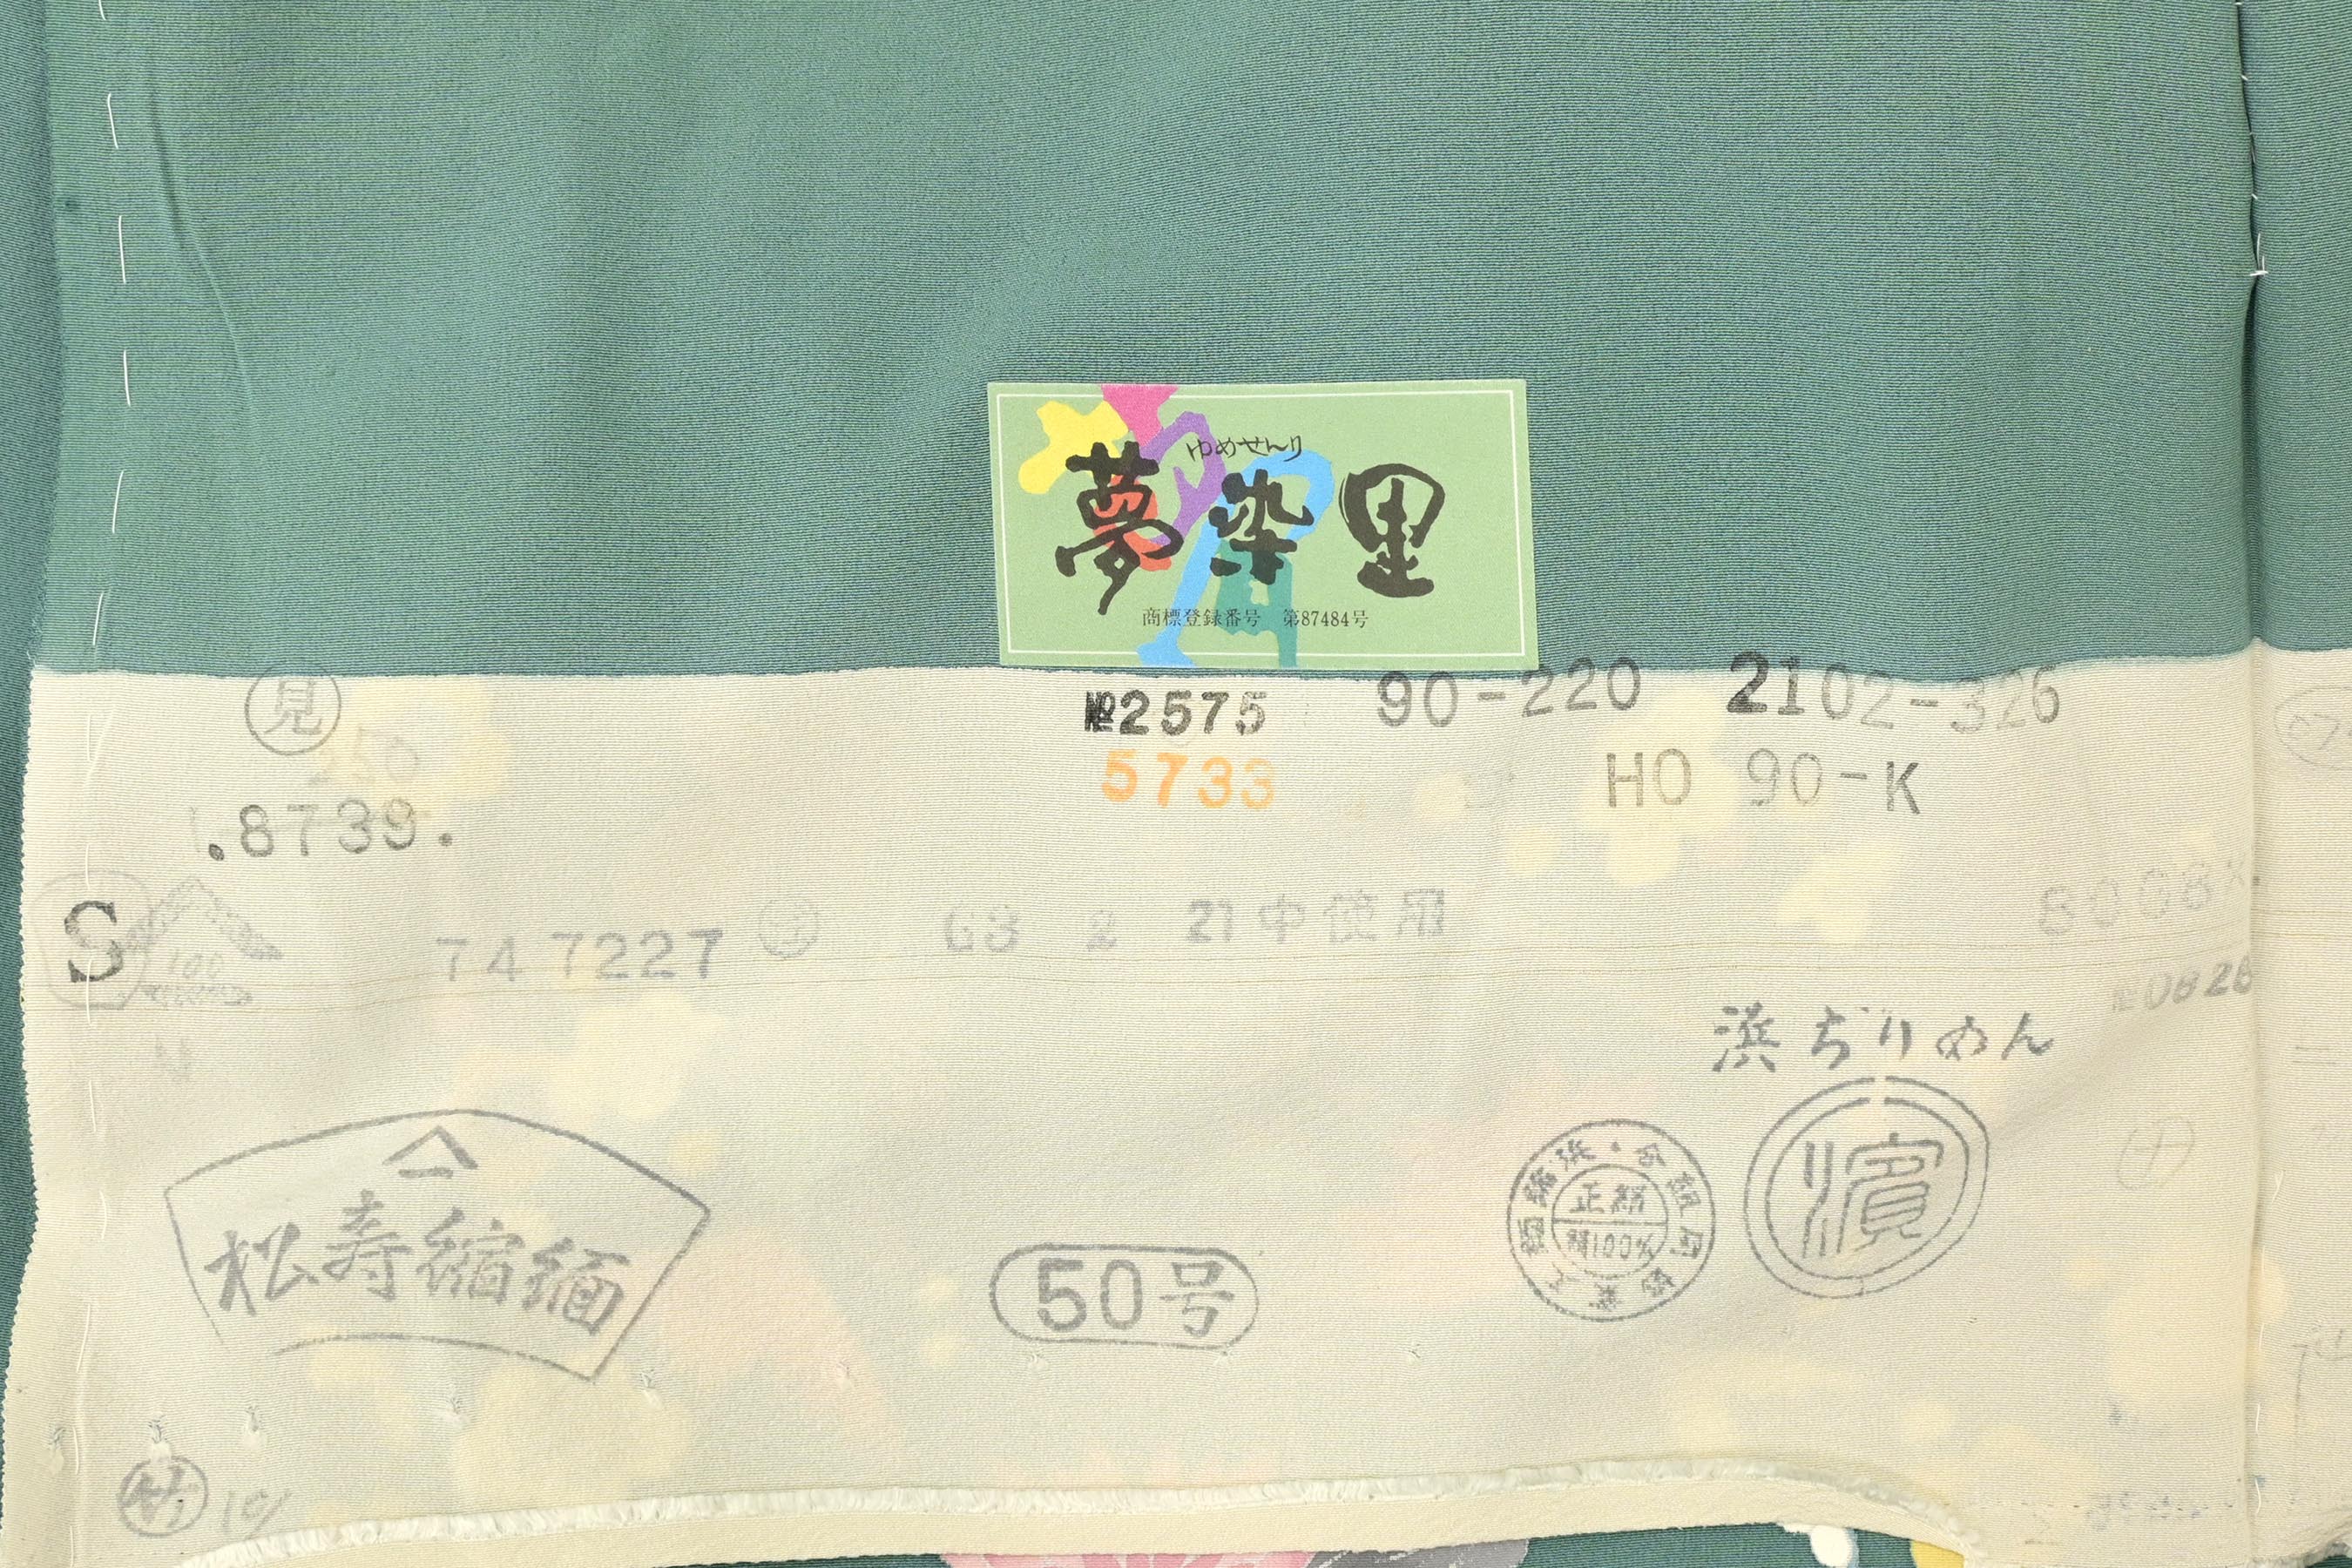 ゆめせんり
夢染里
商標登録番号 第87484号
見
№2575 90-220 2102-326
5733 HO 90-K
.8739.
S 100
74 7227 21中使用
浜ちりめん
濱
正絹
絹100%
松寿縮緬
50号